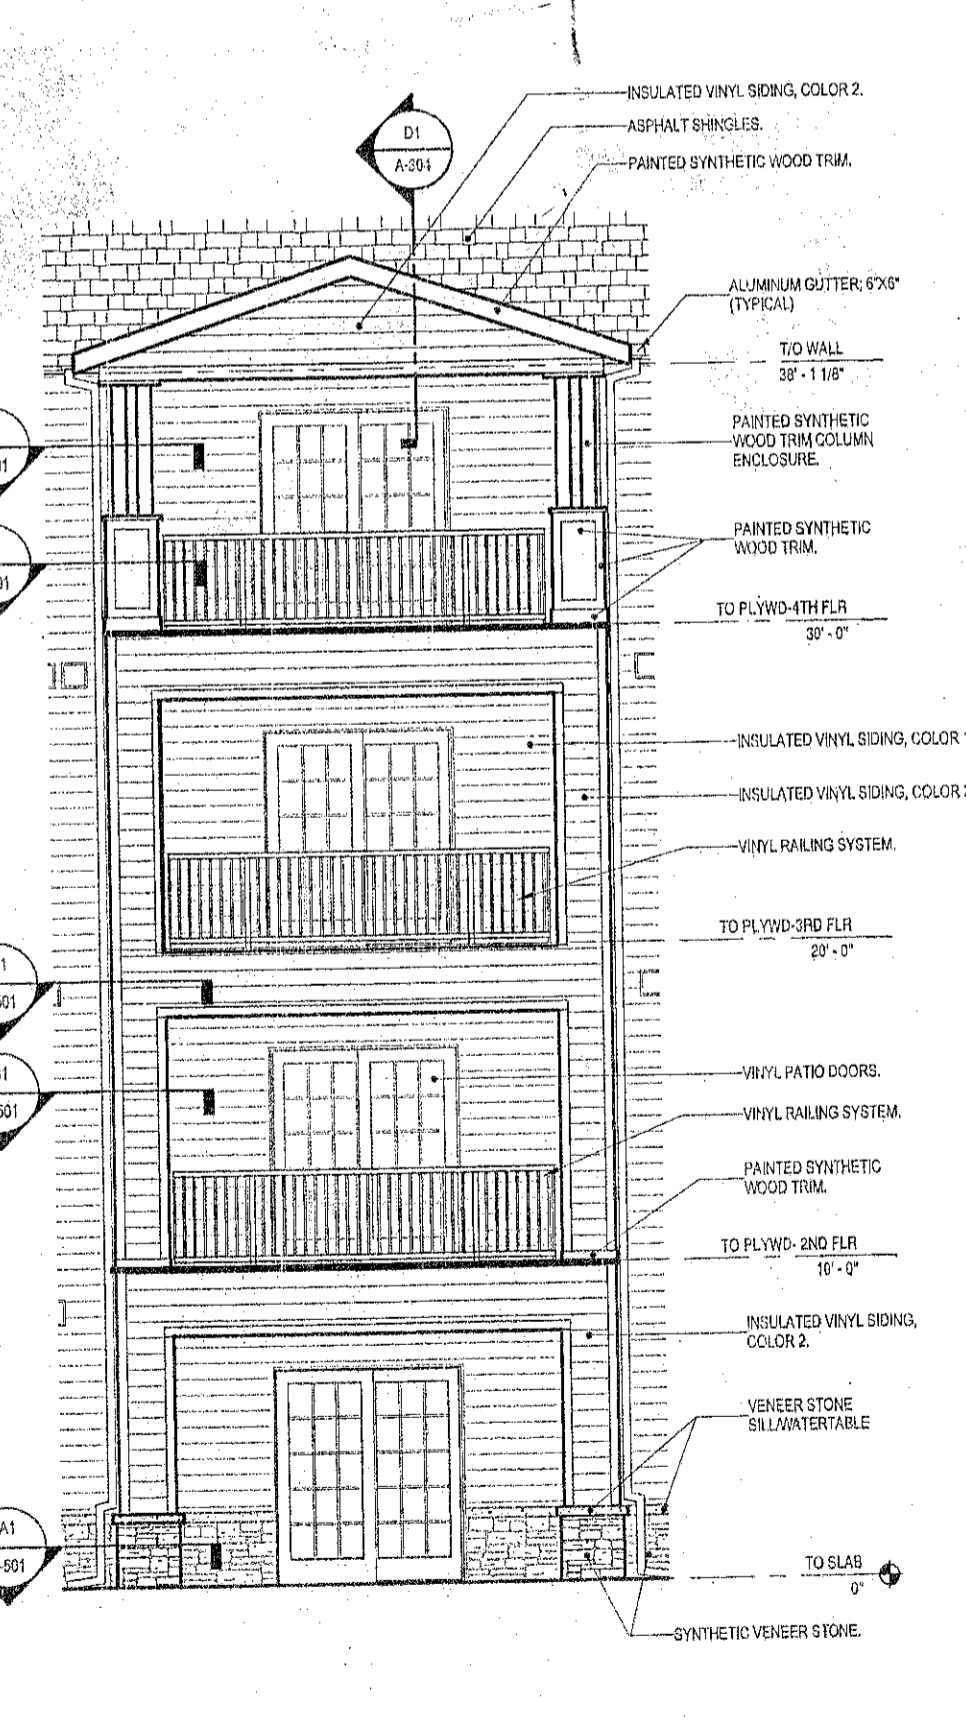 INSULATED VINYL SIDING, COLOR 2.
ASPHALT SHINGLES.
D1
A-304
PAINTED SYNTHETIC WOOD TRIM.
ALUMINUM GUTTER; 6"X6"
(TYPICAL)
T/O WALL
38' - 1 1/8"
PAINTED SYNTHETIC
WOOD TRIM COLUMN
ENCLOSURE.
PAINTED SYNTHETIC
WOOD TRIM.
TO PLYWD-4TH FLR
30' - 0"
INSULATED VINYL SIDING, COLOR
INSULATED VINYL SIDING, COLOR
VINYL RAILING SYSTEM.
TO PLYWD-3RD FLR
20' - 0"
VINYL PATIO DOORS.
VINYL RAILING SYSTEM.
PAINTED SYNTHETIC
WOOD TRIM.
TO PLYWD- 2ND FLR
10' - 0"
INSULATED VINYL SIDING,
COLOR 2.
VENEER STONE
SILL/WATERTABLE
A1
-501
TO SLAB
0"
SYNTHETIC VENEER STONE.